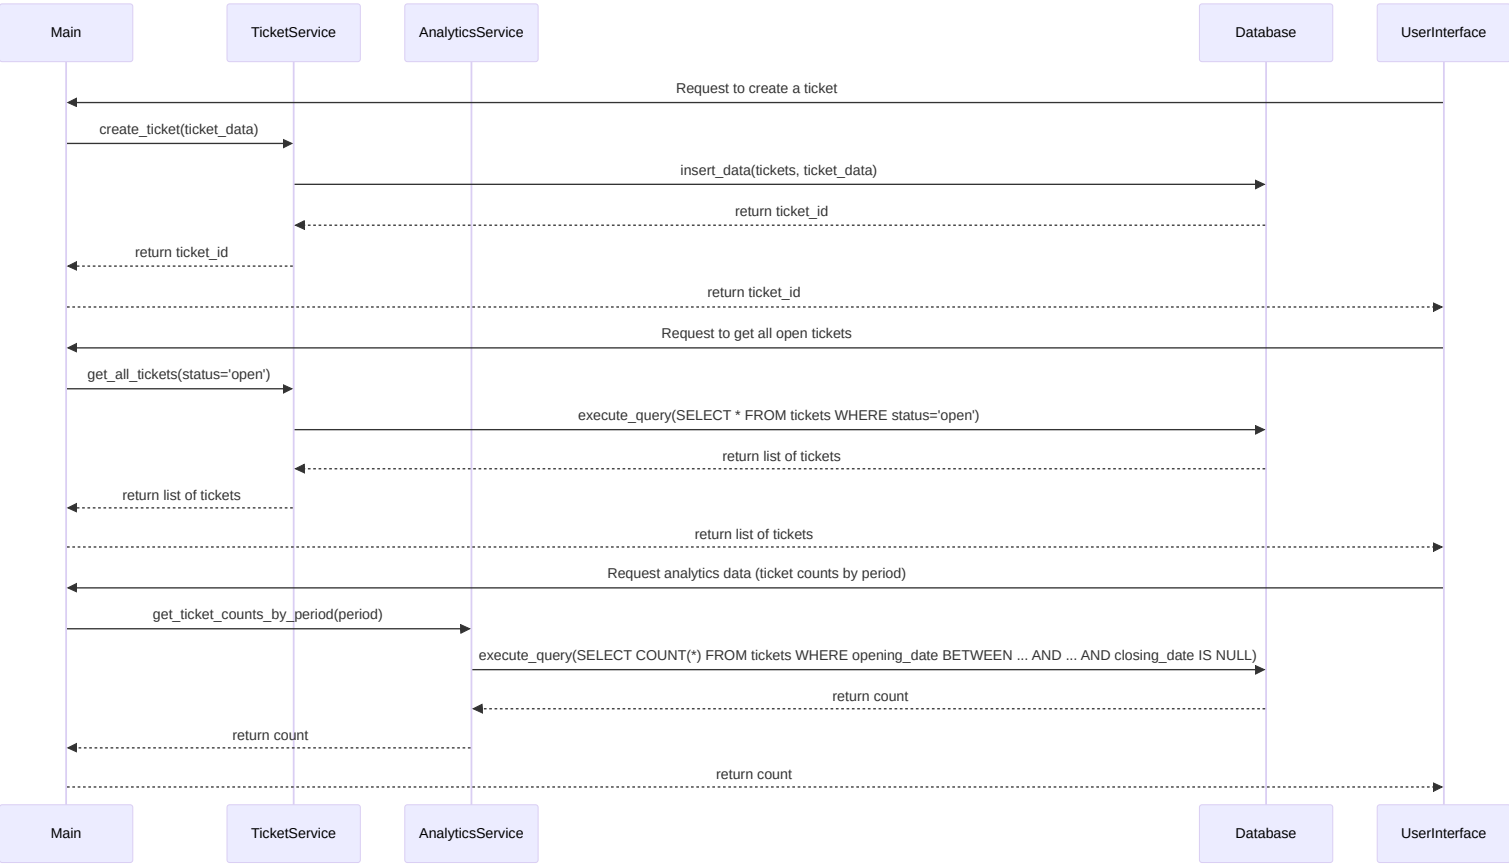 Main
TicketService
AnalyticsService
Database
UserInterface
Request to create a ticket
create_ticket(ticket_data)
insert_data(tickets, ticket_data)
return ticket_id
return ticket_id
return ticket_id
Request to get all open tickets
get_all_tickets(status='open')
execute_query(SELECT * FROM tickets WHERE status='open')
return list of tickets
return list of tickets
return list of tickets
Request analytics data (ticket counts by period)
get_ticket_counts_by_period(period)
execute_query(SELECT COUNT(*) FROM tickets WHERE opening_date BETWEEN ... AND ... AND closing_date IS NULL)
return count
return count
return count
Main
TicketService
AnalyticsService
Database
UserInterface